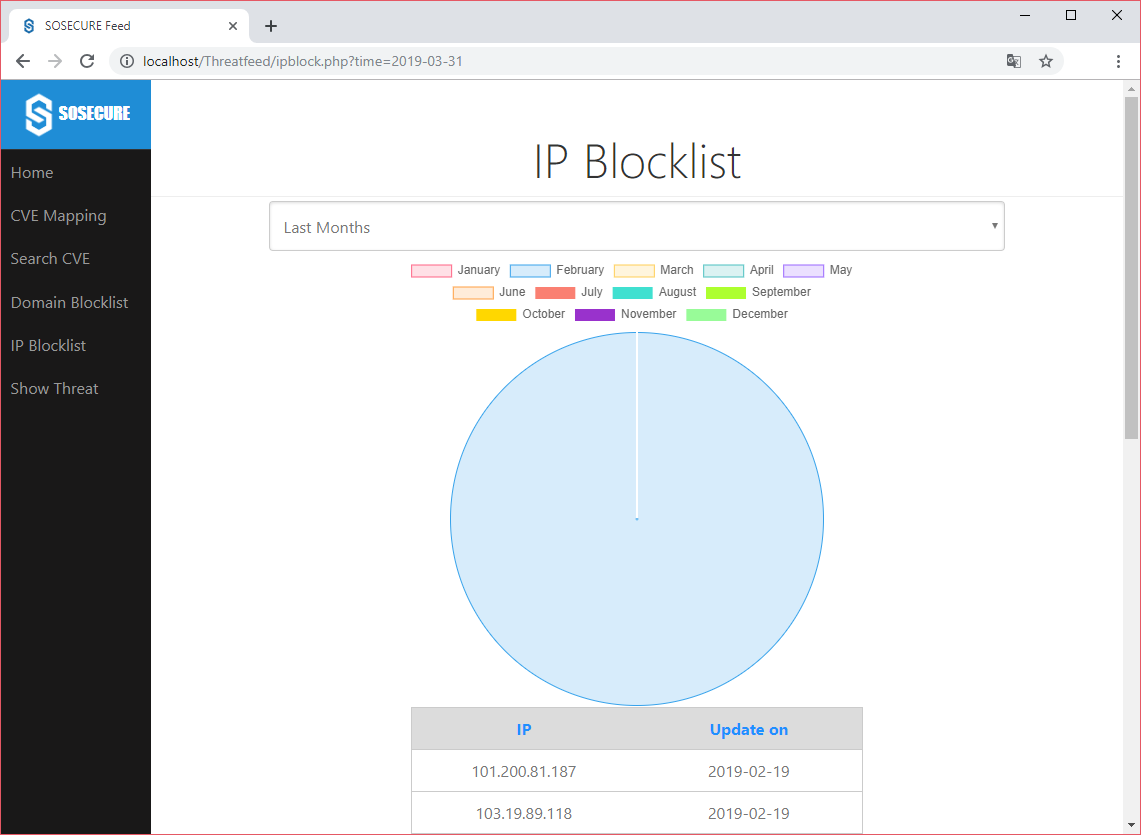 SOSECURE Feed
localhost/Threatfeed/ipblock.php?time=2019-03-31
SOSECURE
Home
CVE Mapping
Search CVE
Domain Blocklist
IP Blocklist
Show Threat
IP Blocklist
Last Months
January February March April May
June July August September
October November December
IP Update on
101.200.81.187 2019-02-19
103.19.89.118 2019-02-19